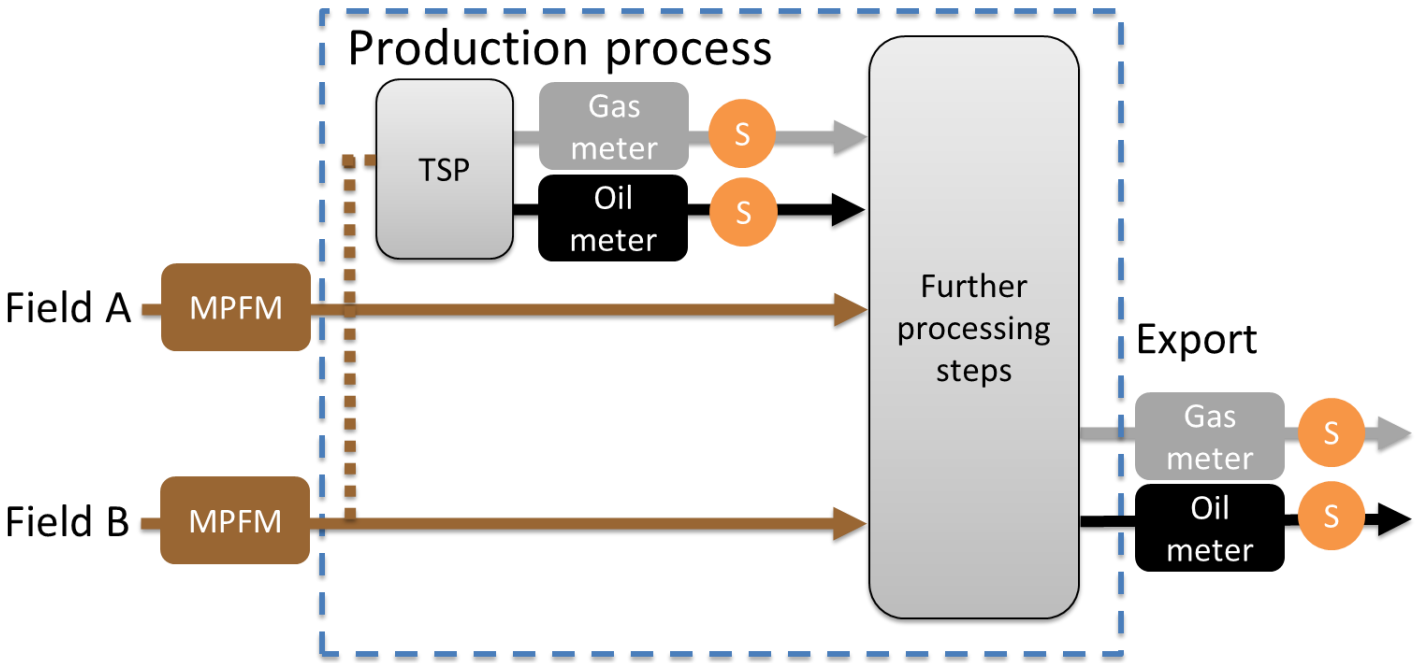 Production process
Gas
meter
S
TSP
Oil
meter
S
Field A
MPFM
Further
processing
steps
Export
Gas
meter
S
Field B
MPFM
Oil
meter
S